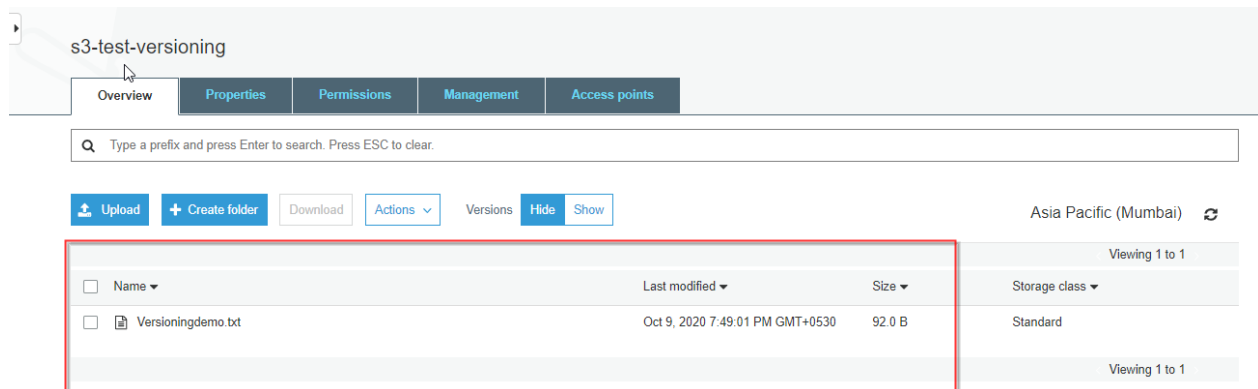 s3-test-versioning
Overview Properties Permissions Management Access points
Type a prefix and press Enter to search. Press ESC to clear.
Upload Create folder Download Actions Versions Hide Show Asia Pacific (Mumbai)
Viewing 1 to 1
Name Last modified Size Storage class
Versioningdemo.txt Oct 9, 2020 7:49:01 PM GMT+0530 92.0 B Standard
Viewing 1 to 1